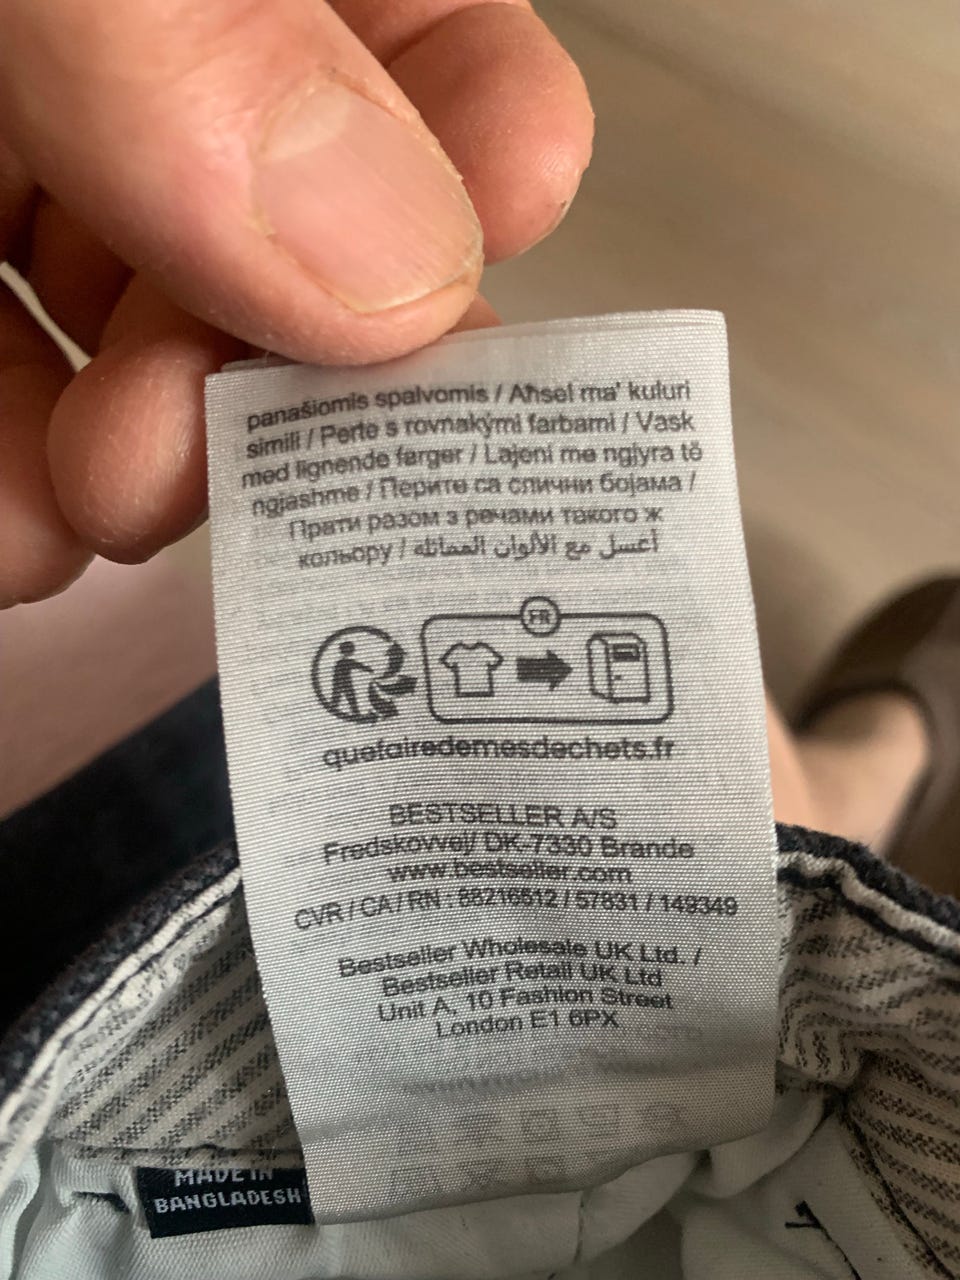 panašiomis spalvomis / Aħsel ma' kuluri
simili / Perte s rovnakými farbami / Vask
med lignende farger / Lajeni me ngjyra të
ngjashme / Перите са слични бојама /
Прати разом з речами такого ж
кольору / أغسل مع الألوان المماثلة
FR
quefairedemesdechets.fr
BESTSELLER A/S
Fredskovvej/ DK-7330 Brande
www.bestseller.com
CVR / CA / RN : 88216512 / 57831 / 149349
Bestseller Wholesale UK Ltd. /
Bestseller Retail UK Ltd
Unit A, 10 Fashion Street
London E1 6PX
MADE IN
BANGLADESH